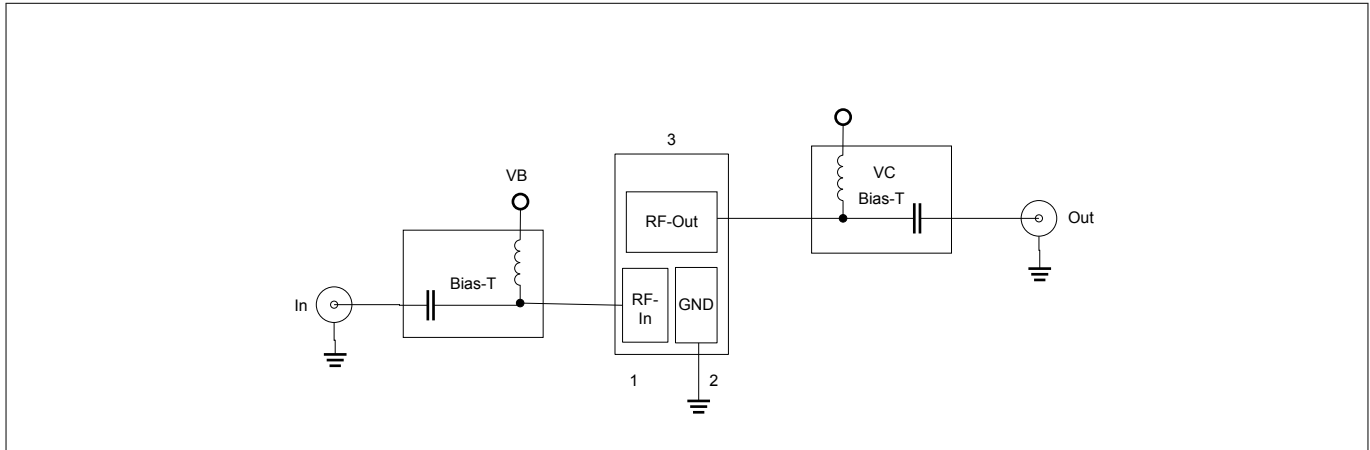 3
VC
Bias-T
VB
RF-Out
Out
Bias-T
RF-
In
GND
In
1
2